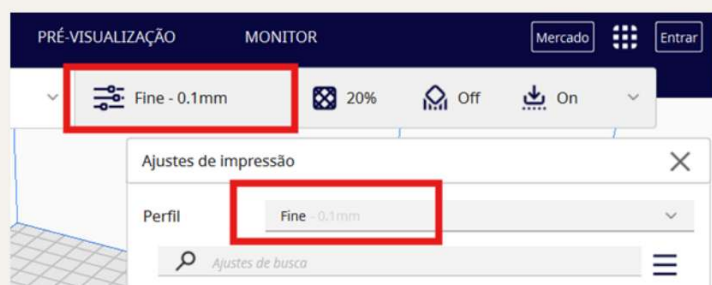 PRÉ-VISUALIZAÇÃO MONITOR Mercado Entrar
Fine - 0.1mm 20% Off On
Ajustes de impressão
Perfil Fine - 0.1mm
Ajustes de busca